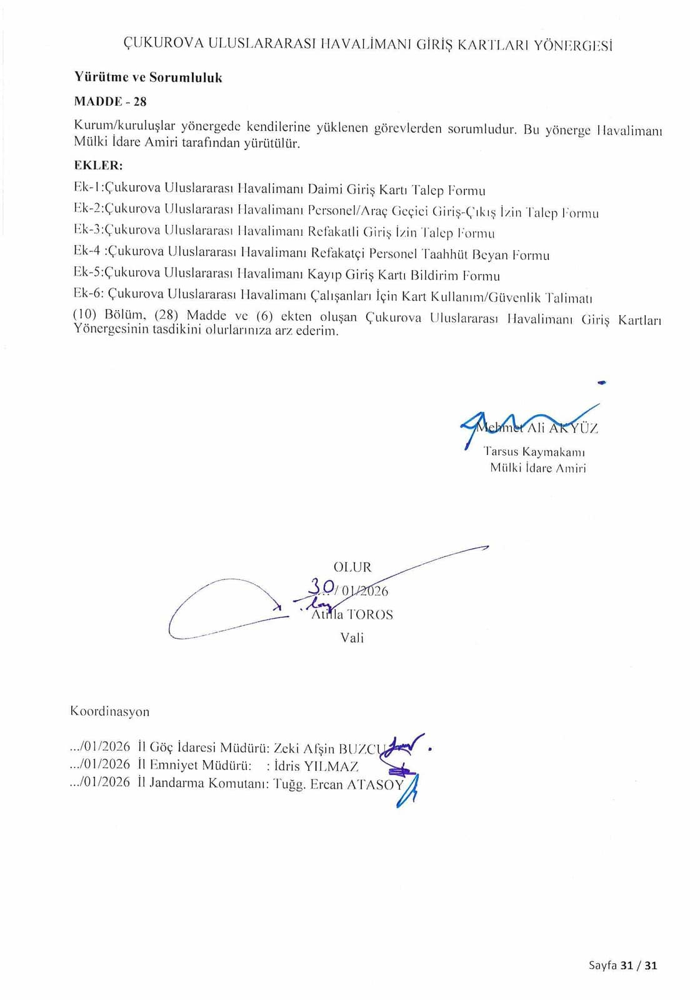 ÇUKUROVA ULUSLARARASI HAVALİMANI GİRİŞ KARTLARI YÖNERGESİ
Yürütme ve Sorumluluk
MADDE - 28
Kurum/kuruluşlar yönergede kendilerine yüklenen görevlerden sorumludur. Bu yönerge Havalimanı
Mülki İdare Amiri tarafından yürütülür.
EKLER:
Ek-1:Çukurova Uluslararası Havalimanı Daimi Giriş Kartı Talep Formu
Ek-2:Çukurova Uluslararası Havalimanı Personel/Araç Geçici Giriş-Çıkış İzin Talep Formu
Ek-3:Çukurova Uluslararası Havalimanı Refakatli Giriş İzin Talep Formu
Ek-4 :Çukurova Uluslararası Havalimanı Refakatçi Personel Taahhüt Beyan Formu
Ek-5:Çukurova Uluslararası Havalimanı Kayıp Giriş Kartı Bildirim Formu
Ek-6: Çukurova Uluslararası Havalimanı Çalışanları İçin Kart Kullanım/Güvenlik Talimatı
(10) Bölüm, (28) Madde ve (6) ekten oluşan Çukurova Uluslararası Havalimanı Giriş Kartları
Yönergesinin tasdikini olurlarınıza arz ederim.
Mehmet Ali AKYÜZ
Tarsus Kaymakamı
Mülki İdare Amiri
OLUR
30/01/2026
Atilla TOROS
Vali
Koordinasyon
.../01/2026 İl Göç İdaresi Müdürü: Zeki Afşin BUZCU
.../01/2026 İl Emniyet Müdürü: : İdris YILMAZ
.../01/2026 İl Jandarma Komutanı: Tuğg. Ercan ATASOY
Sayfa 31 / 31